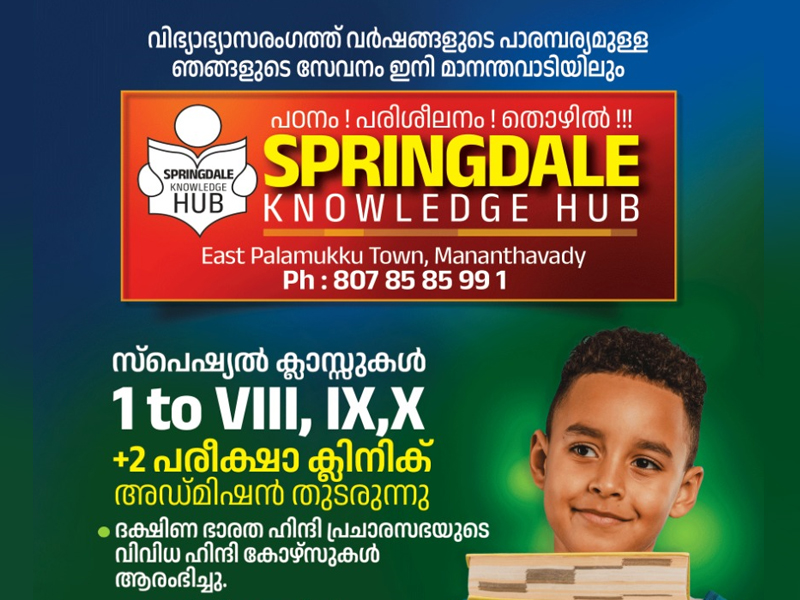 വിദ്യാഭ്യാസരംഗത്ത് വർഷങ്ങളുടെ പാരമ്പര്യമുള്ള
ഞങ്ങളുടെ സേവനം ഇനി മാനന്തവാടിയിലും
SPRINGDALE
KNOWLEDGE
HUB
പഠനം ! പരിശീലനം ! തൊഴിൽ !!!
SPRINGDALE
KNOWLEDGE HUB
East Palamukku Town, Mananthavady
Ph : 807 85 85 99 1
സ്പെഷ്യൽ ക്ലാസ്സുകൾ
1 to VIII, IX,X
+2 പരീക്ഷാ ക്ലിനിക്
അഡ്മിഷൻ തുടരുന്നു
ദക്ഷിണ ഭാരത ഹിന്ദി പ്രചാരസഭയുടെ
വിവിധ ഹിന്ദി കോഴ്സുകൾ
ആരംഭിച്ചു.